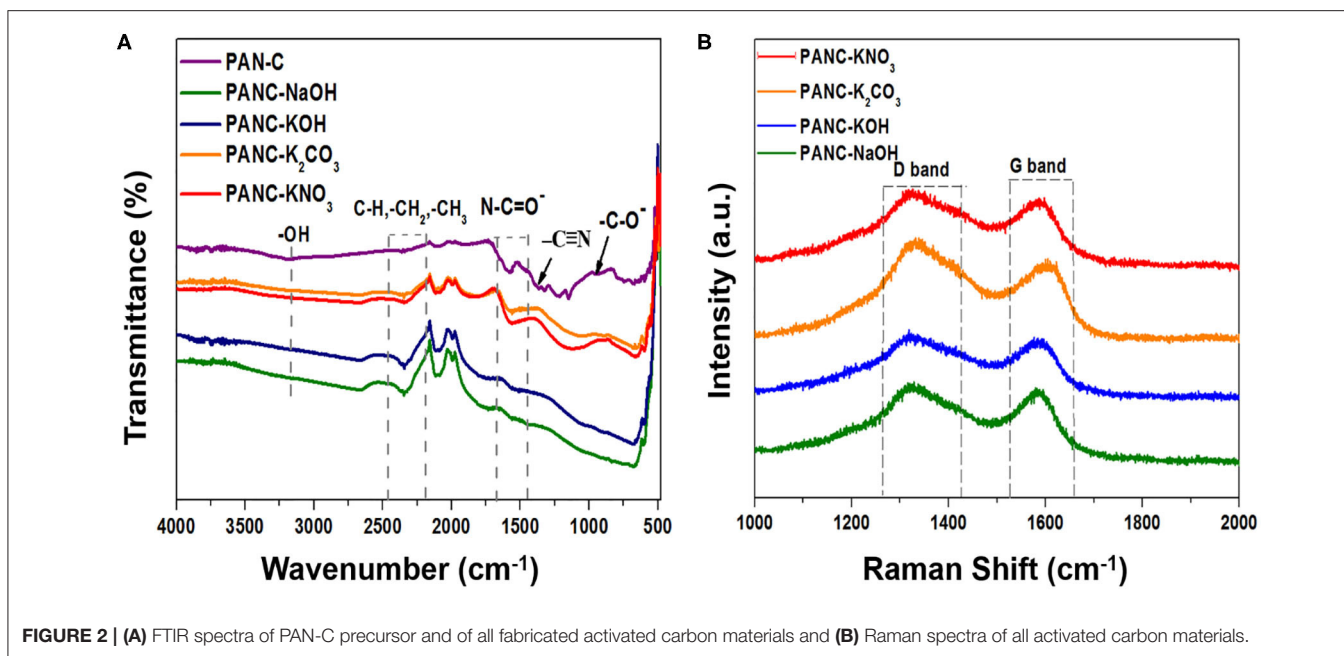 A
PAN-C
PANC-NaOH
PANC-KOH
PANC-K₂CO₃
PANC-KNO₃
-OH
C-H,-CH₂,-CH₃
N-C=O⁻
–C≡N
-C-O⁻
Transmittance (%)
4000 3500 3000 2500 2000 1500 1000 500
Wavenumber (cm⁻¹)
B
PANC-KNO₃
PANC-K₂CO₃
PANC-KOH
PANC-NaOH
D band
G band
Intensity (a.u.)
1000 1200 1400 1600 1800 2000
Raman Shift (cm⁻¹)
FIGURE 2 | (A) FTIR spectra of PAN-C precursor and of all fabricated activated carbon materials and (B) Raman spectra of all activated carbon materials.